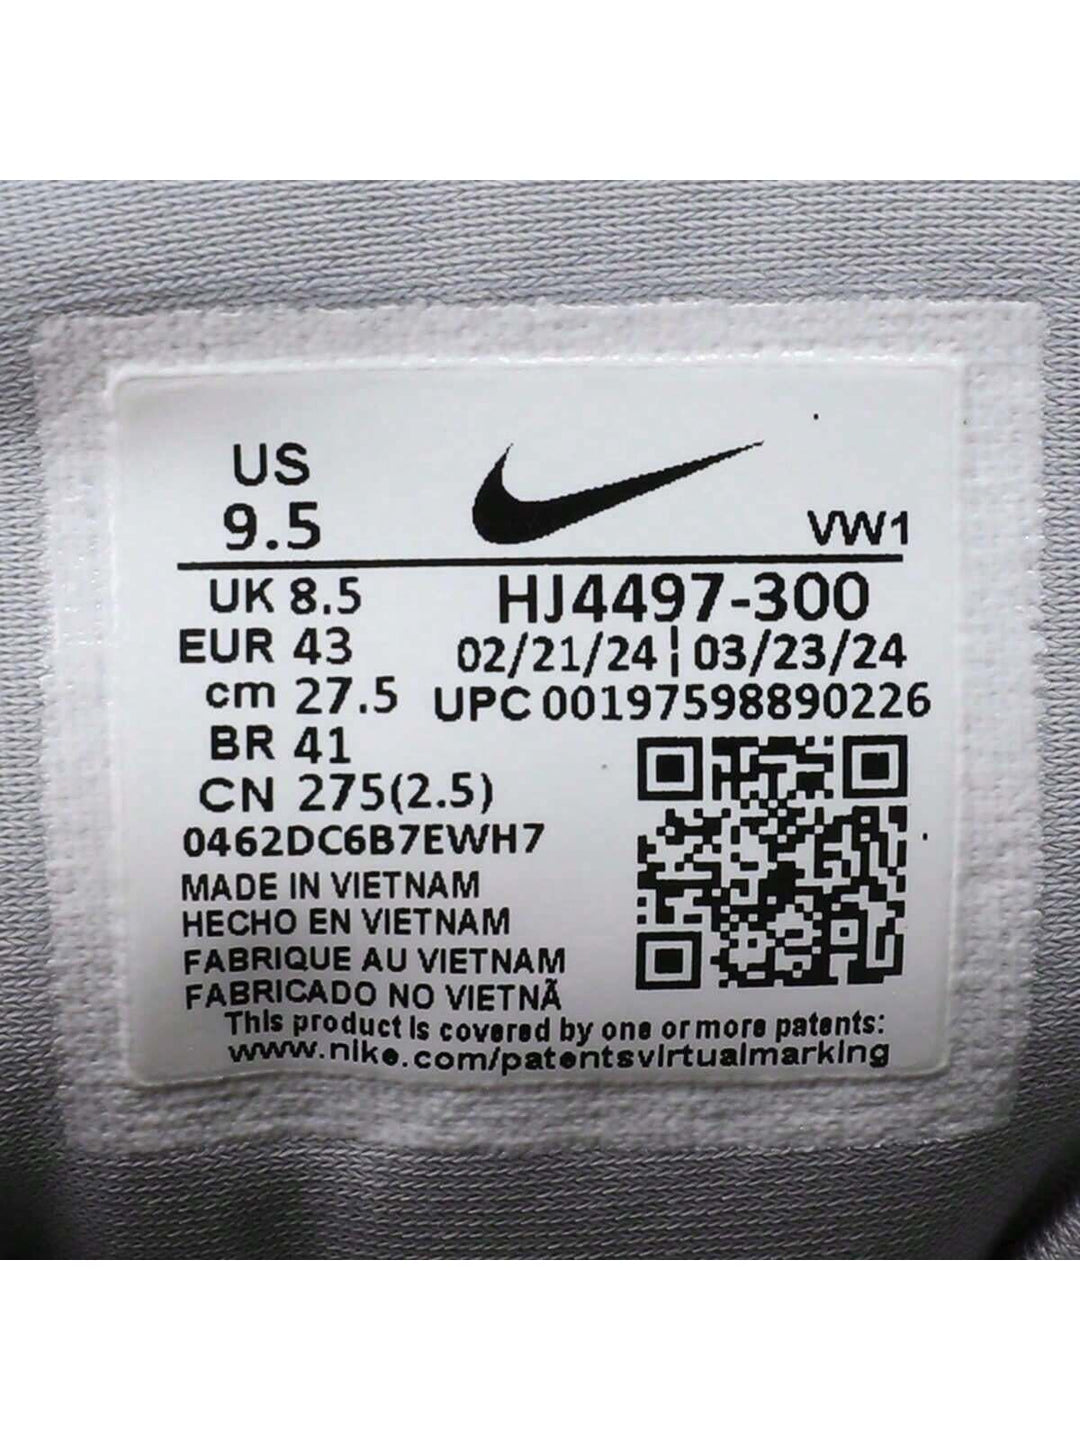 US
9.5
VW1
UK 8.5
EUR 43
cm 27.5
BR 41
CN 275(2.5)
HJ4497-300
02/21/24 ¦ 03/23/24
UPC 00197598890226
0462DC6B7EWH7
MADE IN VIETNAM
HECHO EN VIETNAM
FABRIQUE AU VIETNAM
FABRICADO NO VIETNÃ
This product is covered by one or more patents:
www.nike.com/patentsvirtualmarking